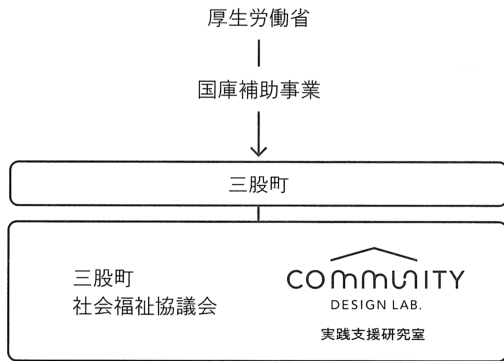 厚生労働省
国庫補助事業
三股町
三股町
社会福祉協議会
COMMUNITY
DESIGN LAB.
実践支援研究室